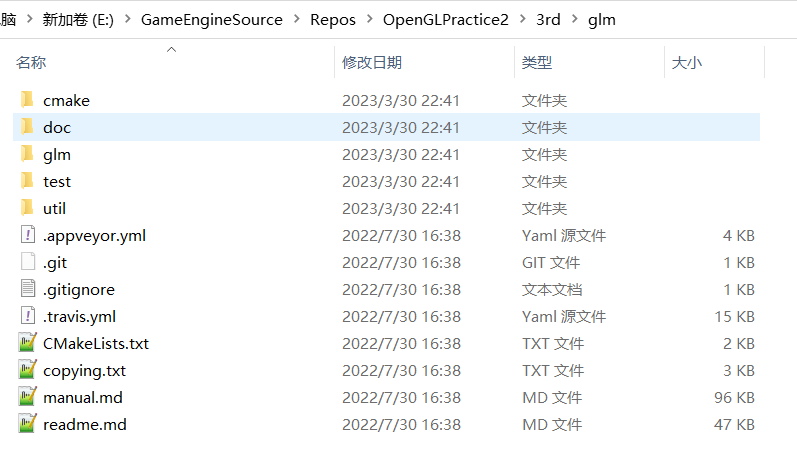 脑 > 新加卷 (E:) > GameEngineSource > Repos > OpenGLPractice2 > 3rd > glm
名称 修改日期 类型 大小
cmake 2023/3/30 22:41 文件夹
doc 2023/3/30 22:41 文件夹
glm 2023/3/30 22:41 文件夹
test 2023/3/30 22:41 文件夹
util 2023/3/30 22:41 文件夹
.appveyor.yml 2022/7/30 16:38 Yaml 源文件 4 KB
.git 2022/7/30 16:38 GIT 文件 1 KB
.gitignore 2022/7/30 16:38 文本文档 1 KB
.travis.yml 2022/7/30 16:38 Yaml 源文件 15 KB
CMakeLists.txt 2022/7/30 16:38 TXT 文件 2 KB
copying.txt 2022/7/30 16:38 TXT 文件 3 KB
manual.md 2022/7/30 16:38 MD 文件 96 KB
readme.md 2022/7/30 16:38 MD 文件 47 KB